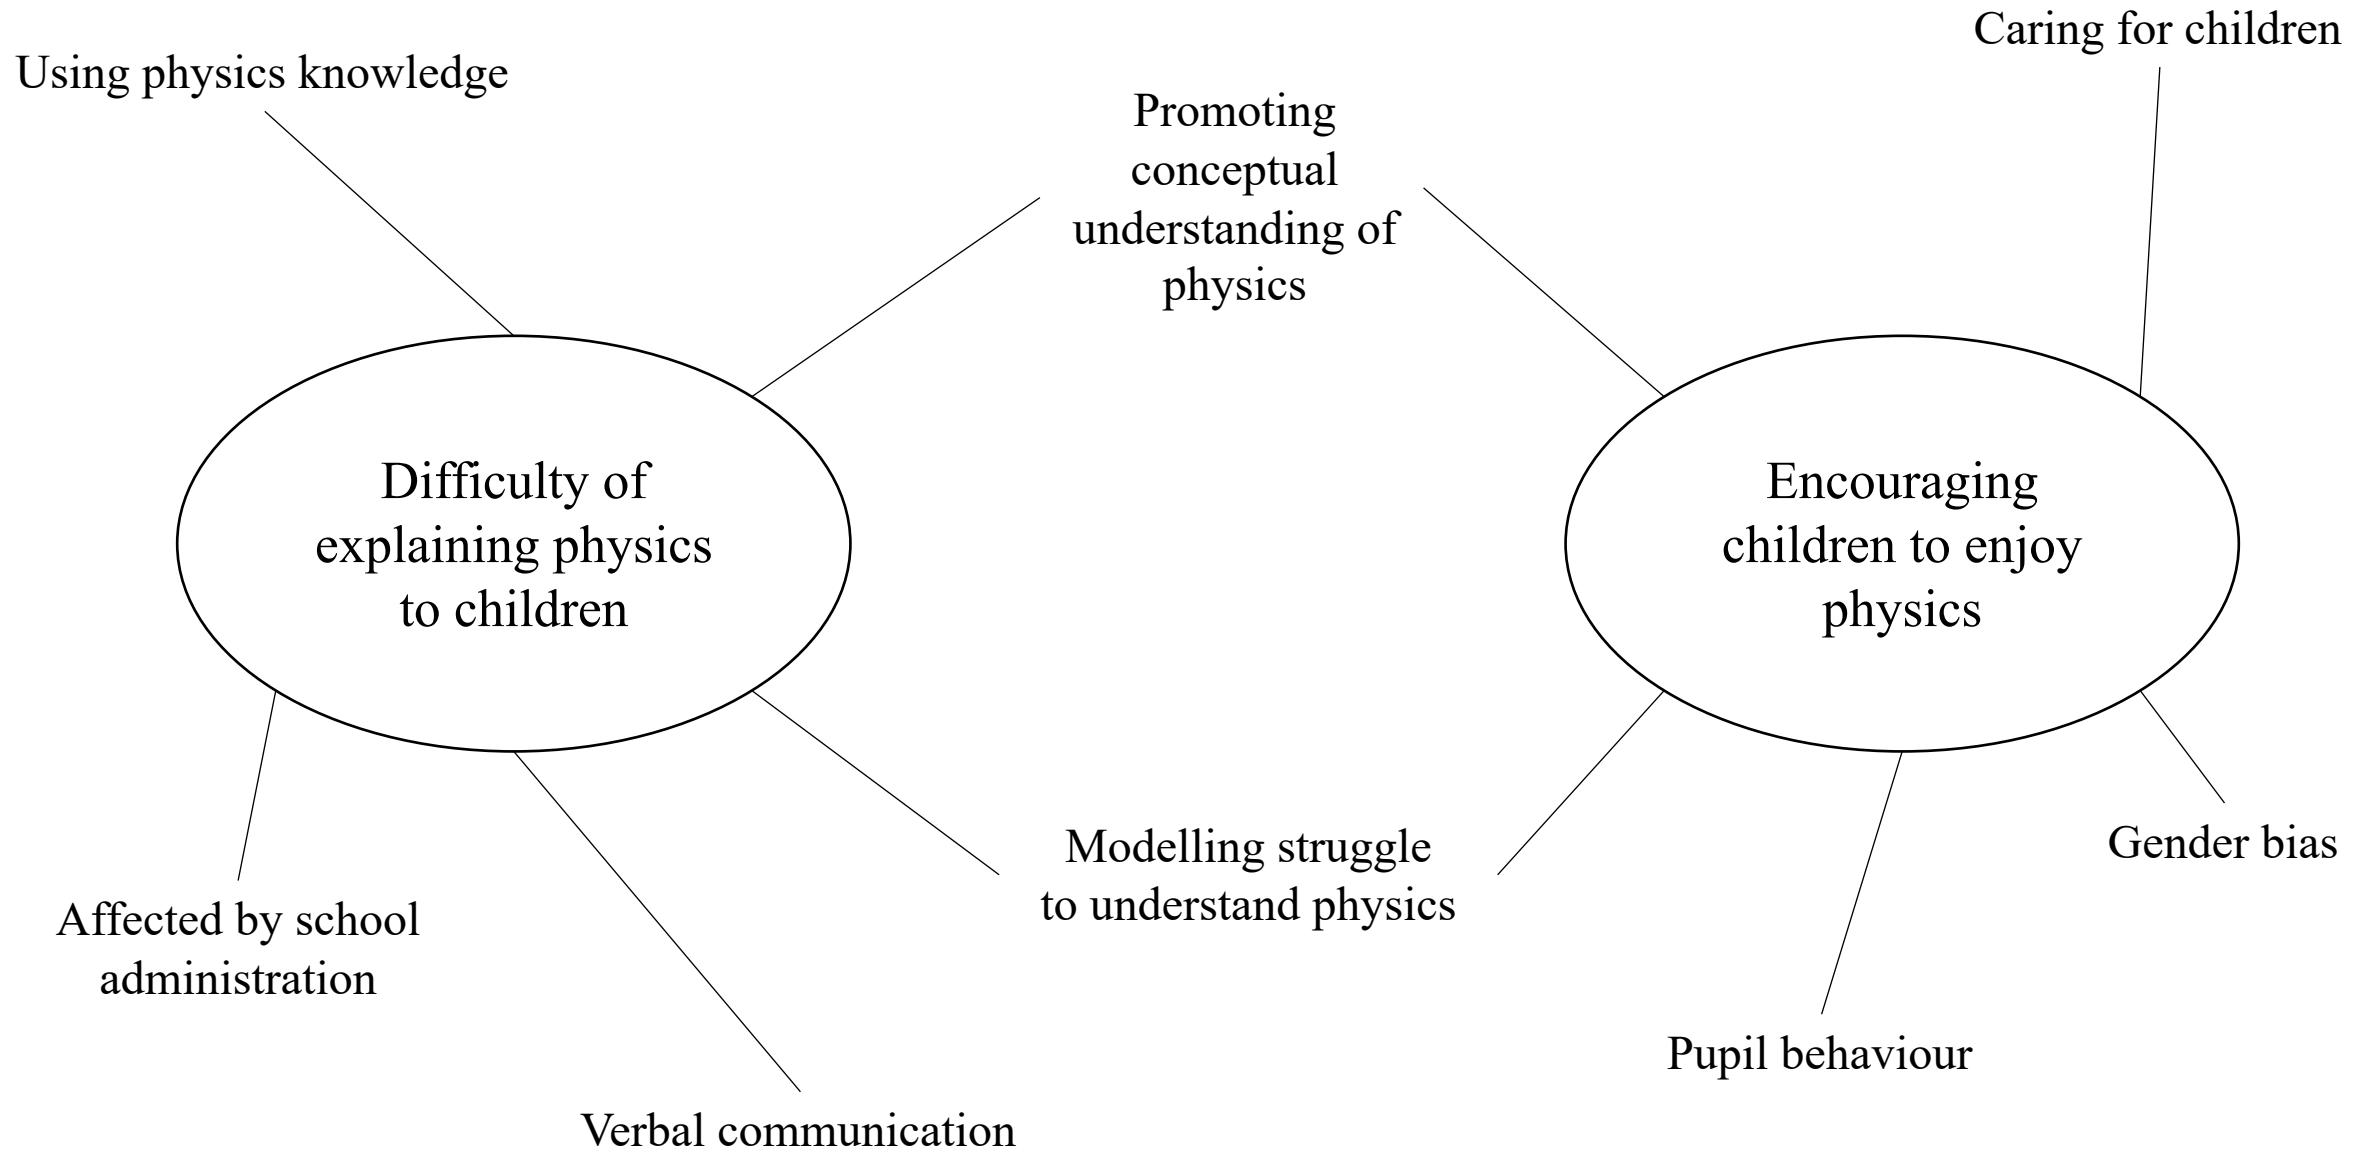 Caring for children
Using physics knowledge
Promoting
conceptual
understanding of
physics
Difficulty of
explaining physics
to children
Encouraging
children to enjoy
physics
Modelling struggle
to understand physics
Gender bias
Affected by school
administration
Pupil behaviour
Verbal communication